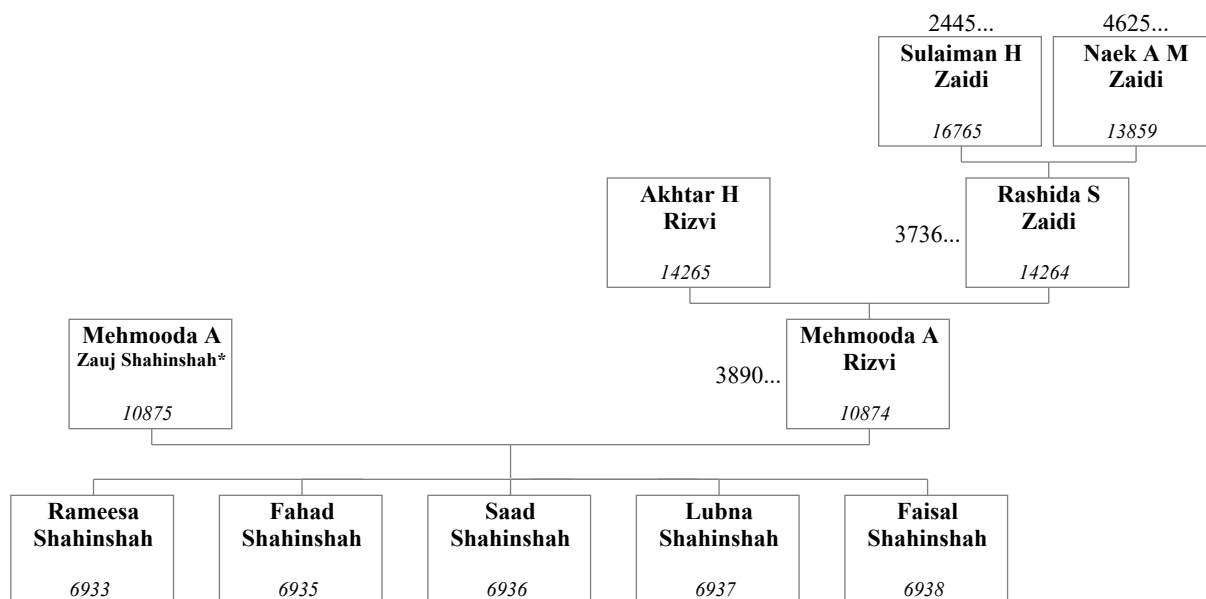 2445...
4625...
Sulaiman H
Zaidi
16765
Naek A M
Zaidi
13859
Akhtar H
Rizvi
14265
3736...
Rashida S
Zaidi
14264
Mehmooda A
Zauj Shahinshah*
10875
3890...
Mehmooda A
Rizvi
10874
Rameesa
Shahinshah
6933
Fahad
Shahinshah
6935
Saad
Shahinshah
6936
Lubna
Shahinshah
6937
Faisal
Shahinshah
6938